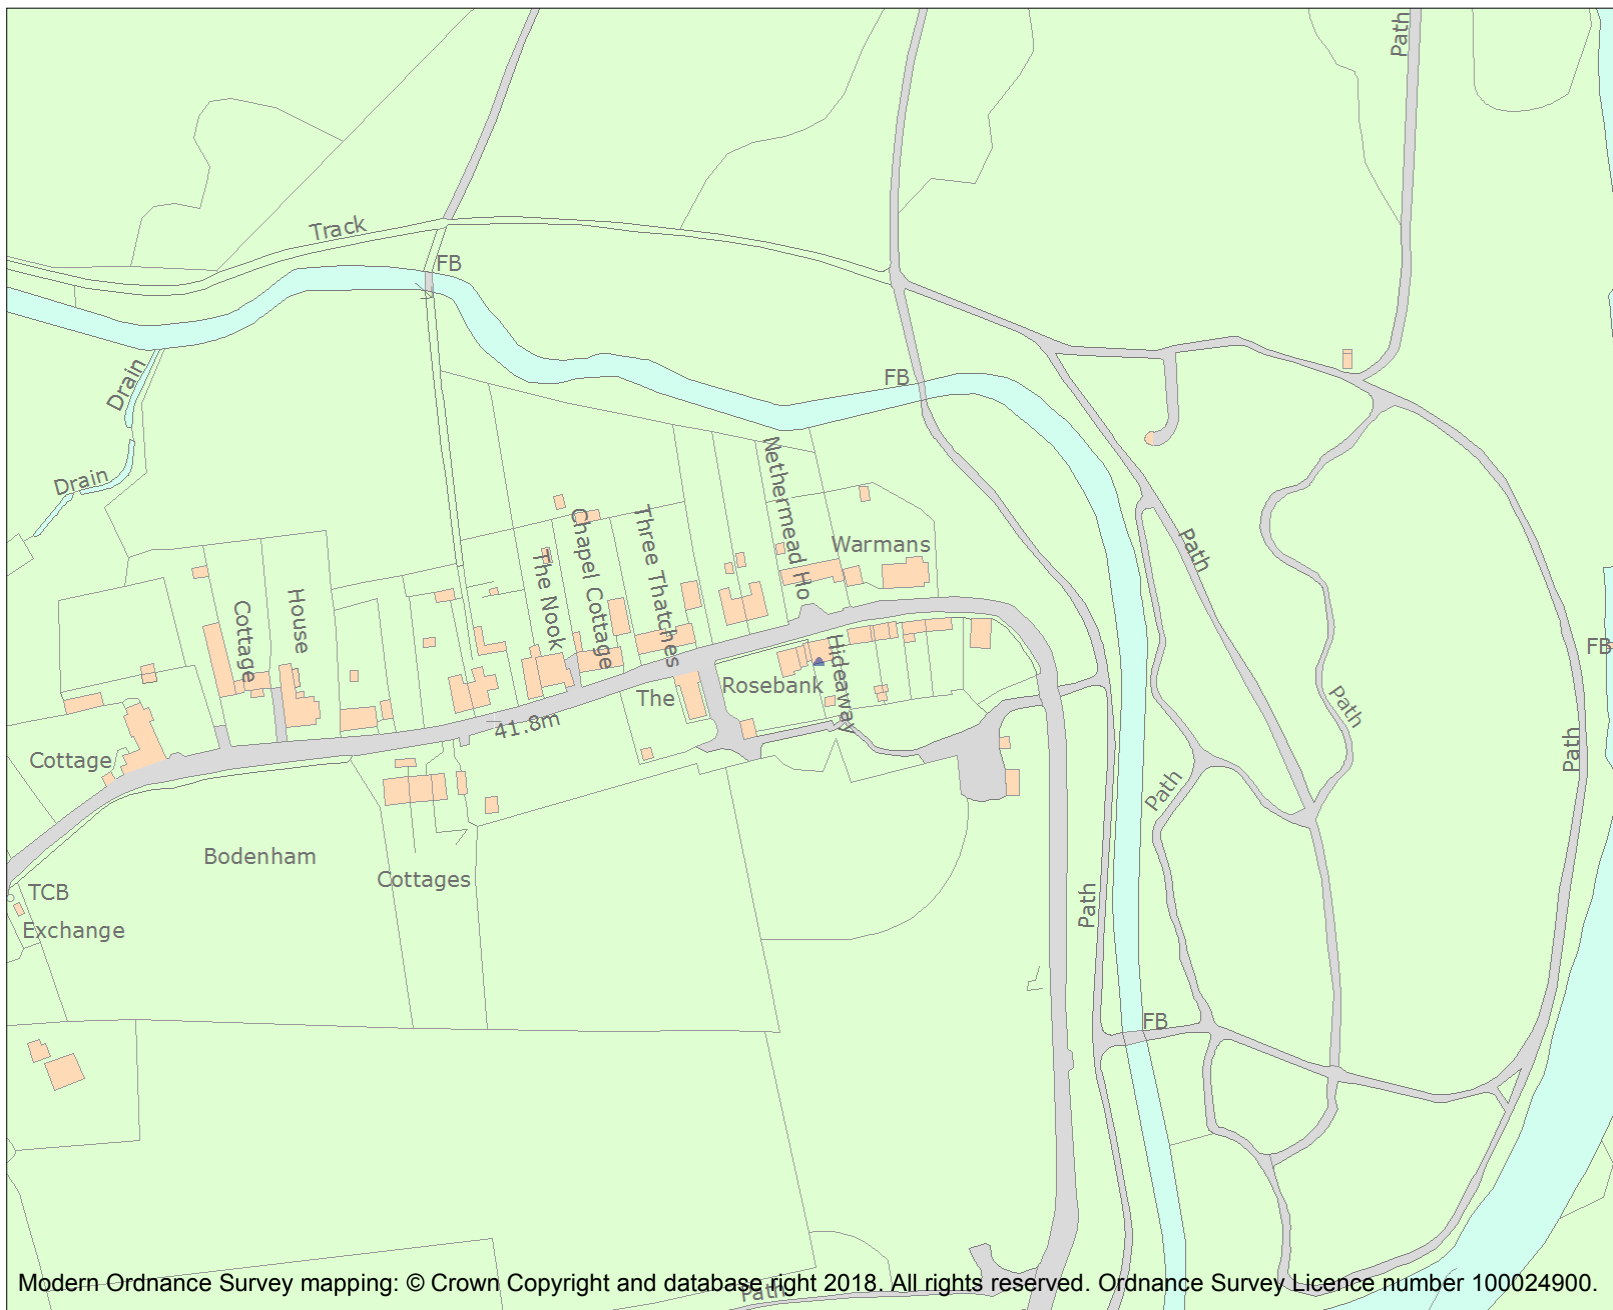 Path
Track
FB
FB
Drain
Drain
Nethermead Ho
Three Thatches
Chapel Cottage
The Nook
Warmans
Path
House
Cottage
Hideaway
FB
Rosebank
The
Path
41.8m
Path
Cottage
Path
Bodenham
Cottages
TCB
Path
Exchange
FB
Path
Modern Ordnance Survey mapping: © Crown Copyright and database right 2018. All rights reserved. Ordnance Survey Licence number 100024900.